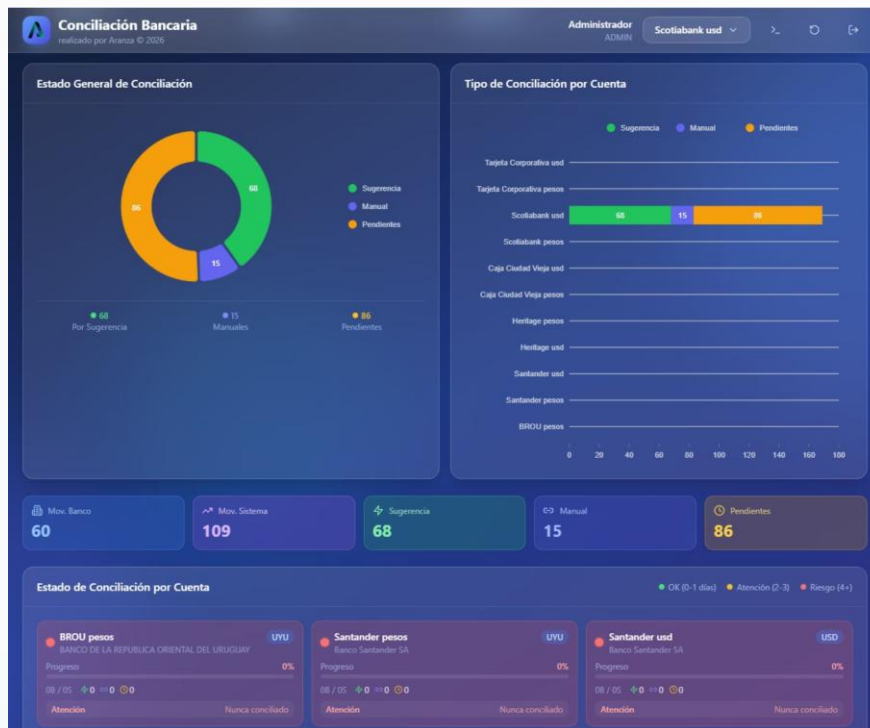 Conciliación Bancaria
realizado por Aranza © 2026
Administrador
ADMIN
Scotiabank usd
Estado General de Conciliación
68
86
15
Sugerencia
Manual
Pendientes
68
Por Sugerencia
15
Manuales
86
Pendientes
Tipo de Conciliación por Cuenta
Sugerencia Manual Pendientes
Tarjeta Corporativa usd
Tarjeta Corporativa pesos
Scotiabank usd 68 15 86
Scotiabank pesos
Caja Ciudad Vieja usd
Caja Ciudad Vieja pesos
Heritage pesos
Heritage usd
Santander usd
Santander pesos
BROU pesos
0 20 40 60 80 100 120 140 160 180
Mov. Banco
60
Mov. Sistema
109
Sugerencia
68
Manual
15
Pendientes
86
Estado de Conciliación por Cuenta
OK (0-1 días) Atención (2-3) Riesgo (4+)
BROU pesos UYU
BANCO DE LA REPUBLICA ORIENTAL DEL URUGUAY
Progreso 0%
08 / 05 0 0 0
Atención Nunca conciliado
Santander pesos UYU
Banco Santander SA
Progreso 0%
08 / 05 0 0 0
Atención Nunca conciliado
Santander usd USD
Banco Santander SA
Progreso 0%
08 / 05 0 0 0
Atención Nunca conciliado